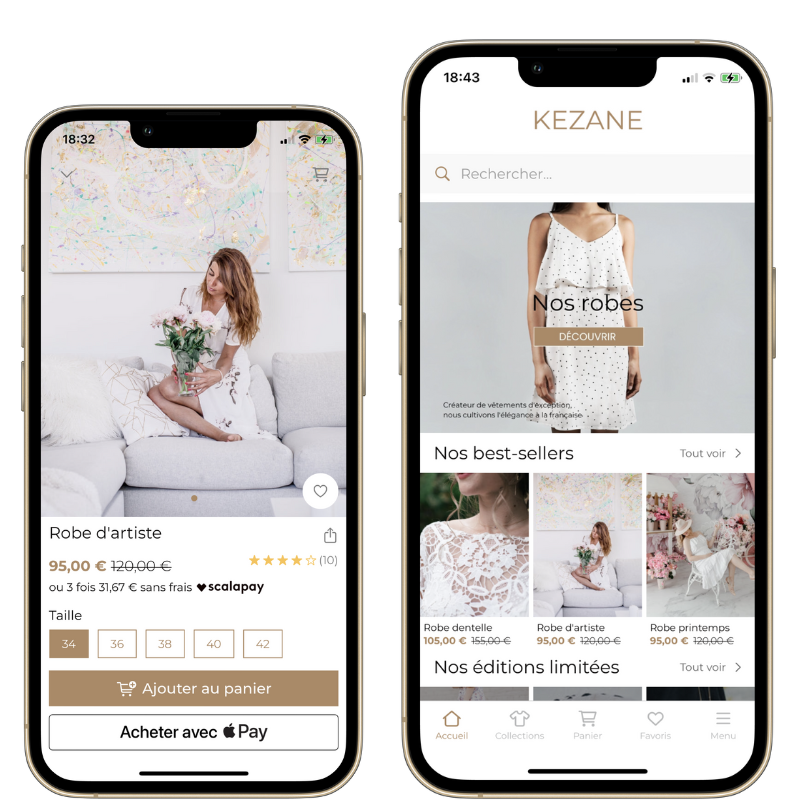 18:32
Robe d'artiste
95,00 € 120,00 €
(10)
ou 3 fois 31,67 € sans frais scalapay
Taille
34 36 38 40 42
Ajouter au panier
Acheter avec Pay
18:43
KEZANE
Rechercher...
Nos robes
DÉCOUVRIR
Créateur de vêtements d'exception,
nous cultivons l'élégance à la française
Nos best-sellers Tout voir
Robe dentelle Robe d'artiste Robe printemps
105,00 € 155,00 € 95,00 € 120,00 € 95,00 € 120,00 €
Nos éditions limitées Tout voir
Accueil Collections Panier Favoris Menu